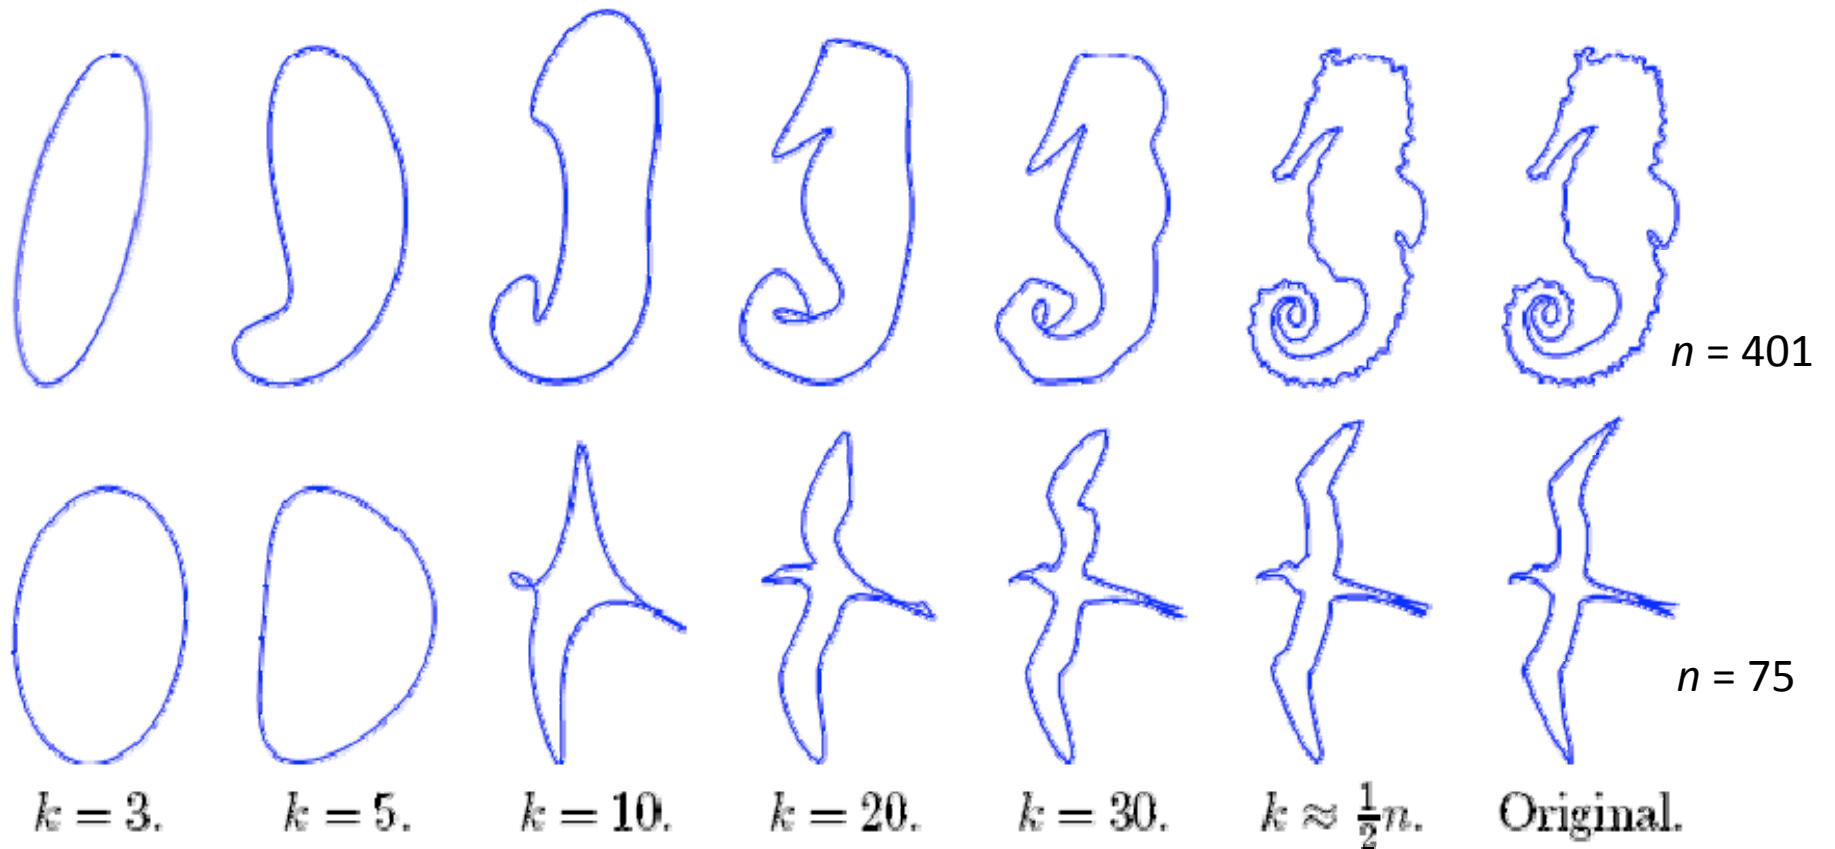 n = 401
n = 75
k = 3. k = 5. k = 10. k = 20. k = 30. k ≈ ½n. Original.